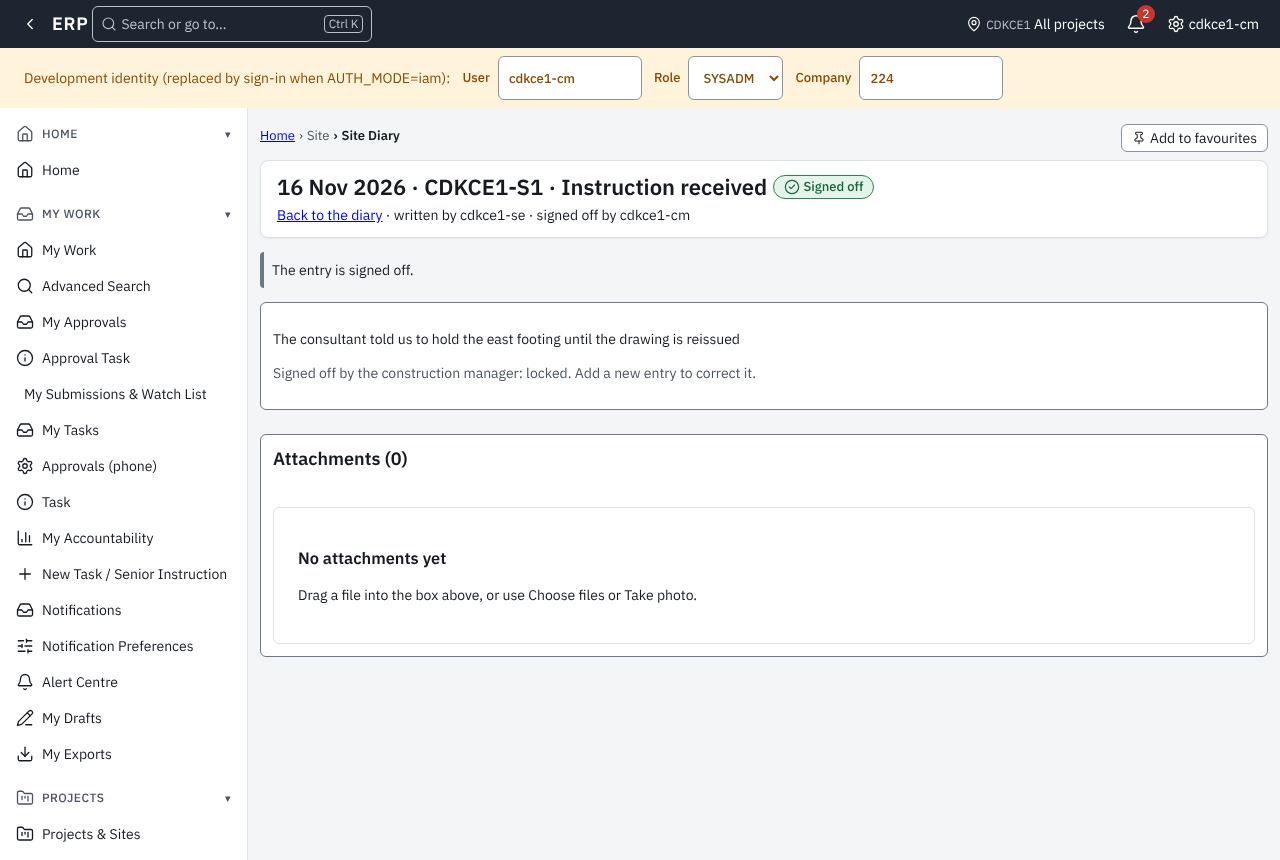 ERP
Search or go to...
Ctrl K
CDKCE1 All projects
2
cdkce1-cm
Development identity (replaced by sign-in when AUTH_MODE=iam):
User
cdkce1-cm
Role
SYSADM
Company
224
HOME
Home
MY WORK
My Work
Advanced Search
My Approvals
Approval Task
My Submissions & Watch List
My Tasks
Approvals (phone)
Task
My Accountability
New Task / Senior Instruction
Notifications
Notification Preferences
Alert Centre
My Drafts
My Exports
PROJECTS
Projects & Sites
Home › Site › Site Diary
Add to favourites
16 Nov 2026 · CDKCE1-S1 · Instruction received
Signed off
Back to the diary · written by cdkce1-se · signed off by cdkce1-cm
The entry is signed off.
The consultant told us to hold the east footing until the drawing is reissued
Signed off by the construction manager: locked. Add a new entry to correct it.
Attachments (0)
No attachments yet
Drag a file into the box above, or use Choose files or Take photo.